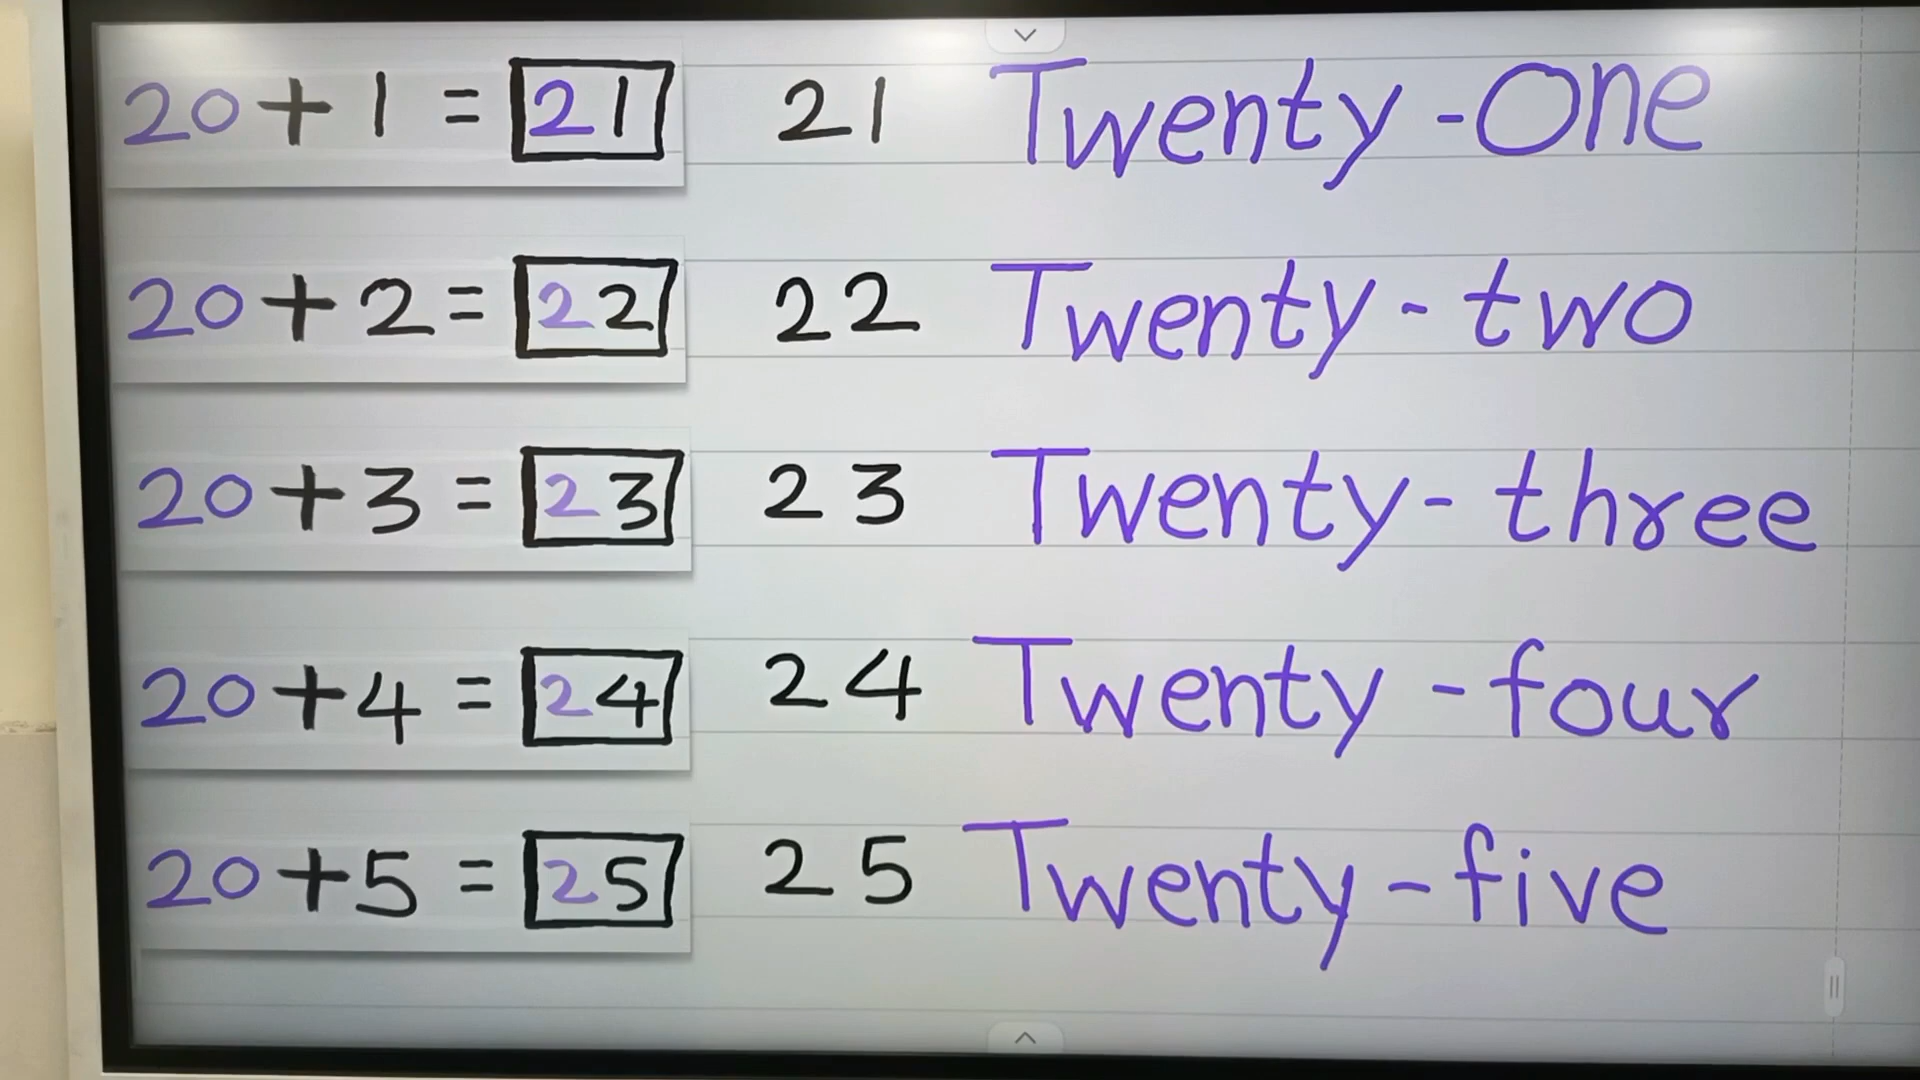 20 + 1 = 21 21 Twenty - One
20 + 2 = 22 22 Twenty - two
20 + 3 = 23 23 Twenty - three
20 + 4 = 24 24 Twenty - four
20 + 5 = 25 25 Twenty - five